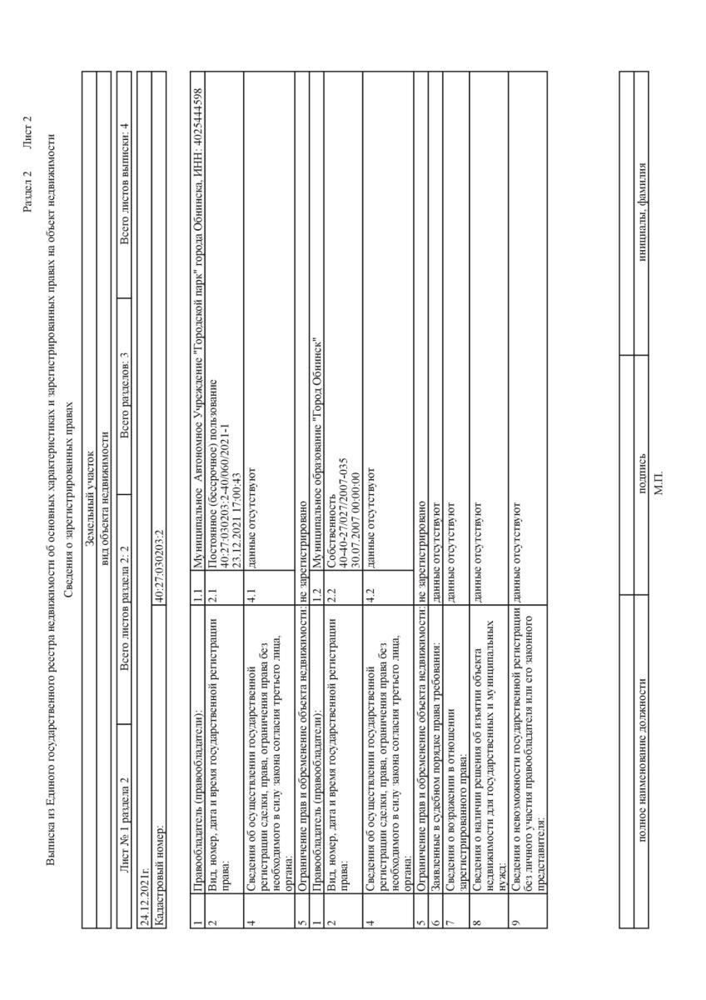 Раздел 2 Лист 2
Выписка из Единого государственного реестра недвижимости об основных характеристиках и зарегистрированных правах на объект недвижимости
Сведения о зарегистрированных правах
Земельный участок
вид объекта недвижимости
Лист № 1 раздела 2 Всего листов раздела 2: 2 Всего разделов: 3 Всего листов выписки: 4
24.12.2021г.
Кадастровый номер: 40:27:030203:2
1 Правообладатель (правообладатели): 1.1 Муниципальное Автономное Учреждение "Городской парк" города Обнинска, ИНН: 4025444598
2 Вид, номер, дата и время государственной регистрации 2.1 Постоянное (бессрочное) пользование
права: 40:27:030203:2-40/060/2021-1
23.12.2021 17:00:43
4 Сведения об осуществлении государственной 4.1 данные отсутствуют
регистрации сделки, права, ограничения права без
необходимого в силу закона согласия третьего лица,
органа:
5 Ограничение прав и обременение объекта недвижимости: не зарегистрировано
1 Правообладатель (правообладатели): 1.2 Муниципальное образование "Город Обнинск"
2 Вид, номер, дата и время государственной регистрации 2.2 Собственность
права: 40-40-27/027/2007-035
30.07.2007 00:00:00
4 Сведения об осуществлении государственной 4.2 данные отсутствуют
регистрации сделки, права, ограничения права без
необходимого в силу закона согласия третьего лица,
органа:
5 Ограничение прав и обременение объекта недвижимости: не зарегистрировано
6 Заявленные в судебном порядке права требования: данные отсутствуют
7 Сведения о возражении в отношении данные отсутствуют
зарегистрированного права:
8 Сведения о наличии решения об изъятии объекта данные отсутствуют
недвижимости для государственных и муниципальных
нужд:
9 Сведения о невозможности государственной регистрации данные отсутствуют
без личного участия правообладателя или его законного
представителя:
полное наименование должности подпись инициалы, фамилия
М.П.